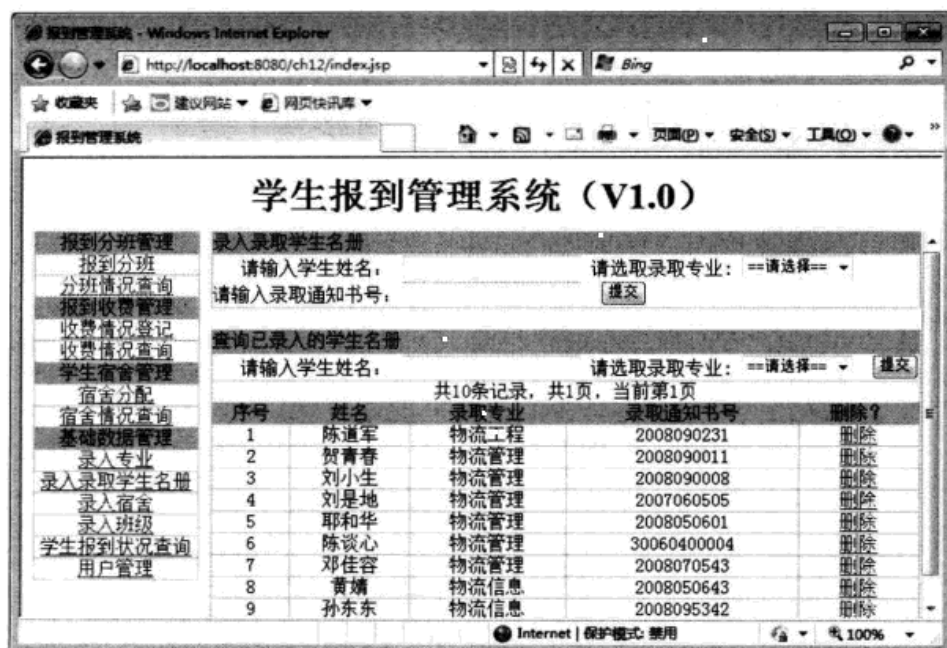 报到管理系统 - Windows Internet Explorer
http://localhost:8080/ch12/index.jsp
Bing
收藏夹 建议网站 网页快讯库
报到管理系统
页面(P) 安全(S) 工具(O) »
学生报到管理系统（V1.0）
报到分班管理
报到分班
分班情况查询
报到收费管理
收费情况登记
收费情况查询
学生宿舍管理
宿舍分配
宿舍情况查询
基础数据管理
录入专业
录入录取学生名册
录入宿舍
录入班级
学生报到状况查询
用户管理
录入录取学生名册
请输入学生姓名： 请选取录取专业： ==请选择==
请输入录取通知书号： 提交
查询已录入的学生名册
请输入学生姓名： 请选取录取专业： ==请选择== 提交
共10条记录，共1页，当前第1页
序号 姓名 录取专业 录取通知书号 删除？
1 陈道军 物流工程 2008090231 删除
2 贺青春 物流管理 2008090011 删除
3 刘小生 物流管理 2008090008 删除
4 刘是地 物流管理 2007060505 删除
5 耶和华 物流管理 2008050601 删除
6 陈谈心 物流管理 30060400004 删除
7 邓佳容 物流管理 2008070543 删除
8 黄婧 物流信息 2008050643 删除
9 孙东东 物流信息 2008095342 删除
Internet | 保护模式: 禁用 100%